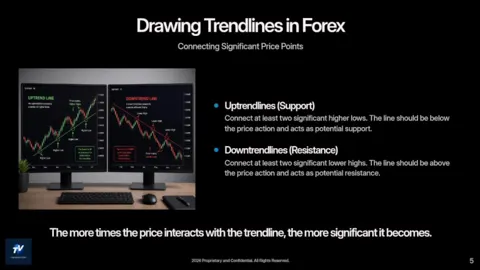 Drawing Trendlines in Forex
Connecting Significant Price Points
UPTREND LINE
DOWNTREND LINE
Uptrendlines (Support)
Connect at least two significant higher lows. The line should be below
the price action and acts as potential support.
Downtrendlines (Resistance)
Connect at least two significant lower highs. The line should be above
the price action and acts as potential resistance.
The more times the price interacts with the trendline, the more significant it becomes.
2026 Proprietary and Confidential. All Rights Reserved.
5